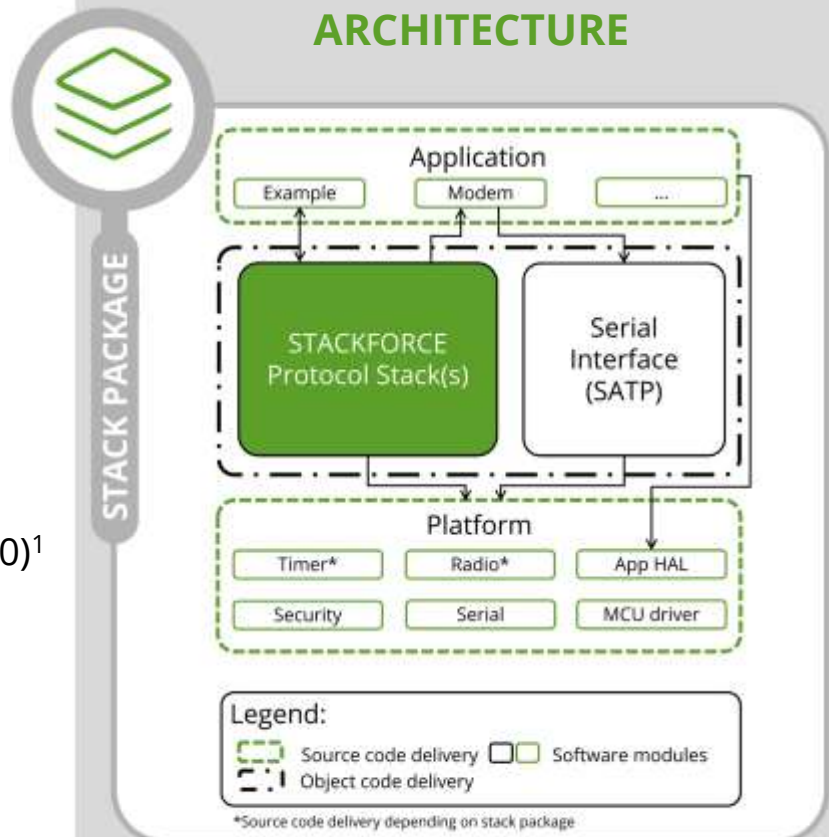 ARCHITECTURE
STACK PACKAGE
Application
Example
Modem
...
STACKFORCE
Protocol Stack(s)
Serial
Interface
(SATP)
0)¹
Platform
Timer*
Radio*
App HAL
Security
Serial
MCU driver
Legend:
Source code delivery
Software modules
Object code delivery
*Source code delivery depending on stack package